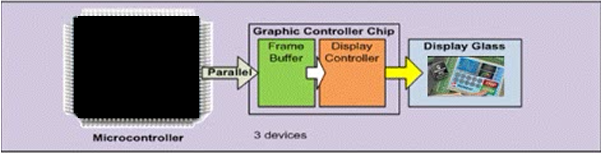 Graphic Controller Chip
Frame
Buffer
Display
Controller
Display Glass
Parallel
Microcontroller
3 devices